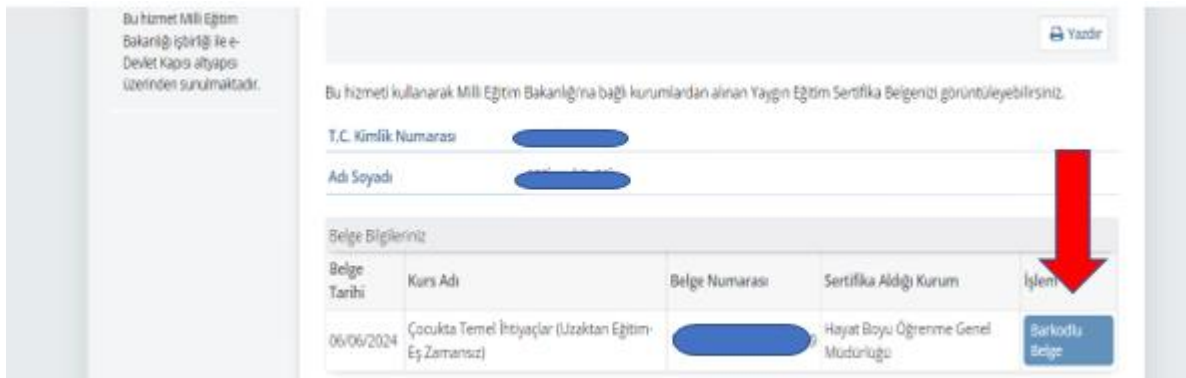 Bu hizmet Milli Eğitim
Bakanlığı işbirliği ile e-
Devlet Kapısı altyapısı
üzerinden sunulmaktadır.
Yazdır
Bu hizmeti kullanarak Milli Eğitim Bakanlığı'na bağlı kurumlardan alınan Yaygın Eğitim Sertifika Belgenizi görüntüleyebilirsiniz.
T.C. Kimlik Numarası
Adı Soyadı
Belge Bilgileriniz
Belge Tarihi
Kurs Adı
Belge Numarası
Sertifika Aldığı Kurum
İşlem
06/06/2024
Çocukta Temel İhtiyaçlar (Uzaktan Eğitim-
Eş Zamansız)
Hayat Boyu Öğrenme Genel
Müdürlüğü
Barkodlu
Belge